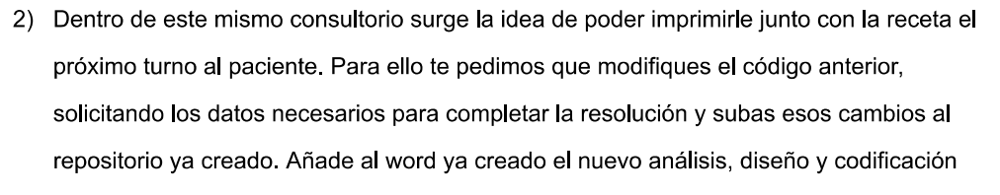 2) Dentro de este mismo consultorio surge la idea de poder imprimirle junto con la receta el
próximo turno al paciente. Para ello te pedimos que modifiques el código anterior,
solicitando los datos necesarios para completar la resolución y subas esos cambios al
repositorio ya creado. Añade al word ya creado el nuevo análisis, diseño y codificación